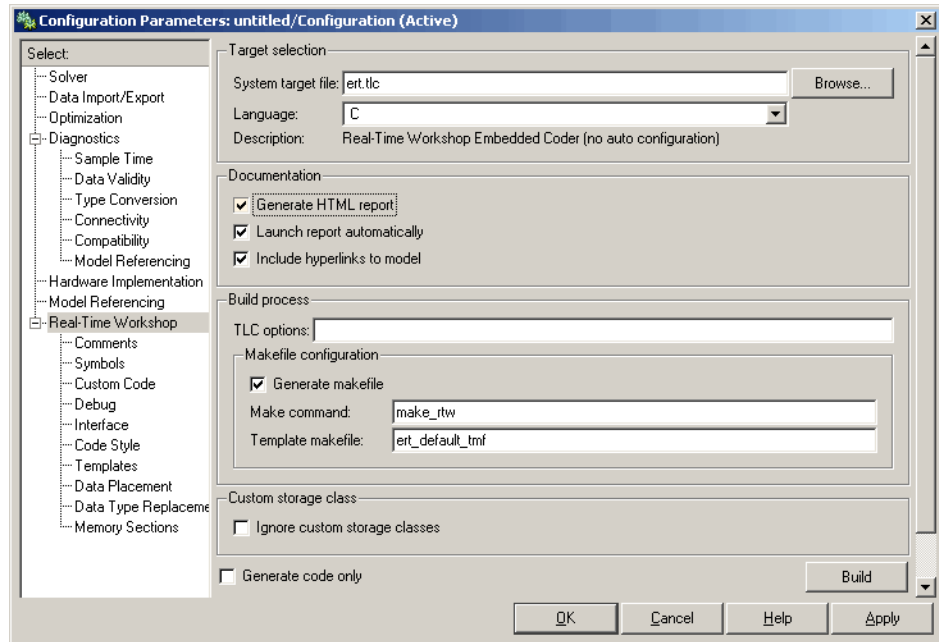 Configuration Parameters: untitled/Configuration (Active)
Select:
Solver
Data Import/Export
Optimization
Diagnostics
Sample Time
Data Validity
Type Conversion
Connectivity
Compatibility
Model Referencing
Hardware Implementation
Model Referencing
Real-Time Workshop
Comments
Symbols
Custom Code
Debug
Interface
Code Style
Templates
Data Placement
Data Type Replaceme
Memory Sections
Target selection
System target file: ert.tlc Browse...
Language: C
Description: Real-Time Workshop Embedded Coder (no auto configuration)
Documentation
Generate HTML report
Launch report automatically
Include hyperlinks to model
Build process
TLC options:
Makefile configuration
Generate makefile
Make command: make_rtw
Template makefile: ert_default_tmf
Custom storage class
Ignore custom storage classes
Generate code only Build
OK Cancel Help Apply